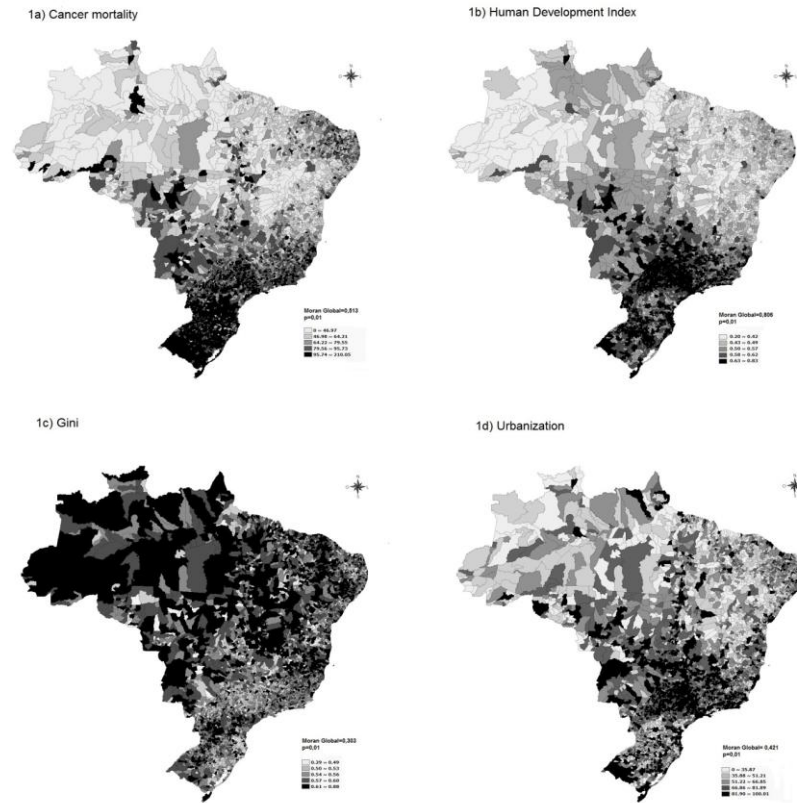 1a) Cancer mortality
1b) Human Development Index
Moran Global=0,513
p=0,01
0 – 46.97
46.98 – 64.21
64.22 – 79.55
79.56 – 95.73
95.74 – 210.05
Moran Global=0,806
p=0,01
0.20 – 0.42
0.43 – 0.49
0.50 – 0.57
0.58 – 0.62
0.63 – 0.82
1c) Gini
1d) Urbanization
Moran Global=0,303
p=0,01
0.50 – 0.53
0.54 – 0.56
0.57 – 0.60
0.61 – 0.80
Moran Global= 0,421
p=0,01
0 – 35.87
35.88 – 51.21
51.22 – 66.85
66.86 – 81.89
81.90 – 100.01